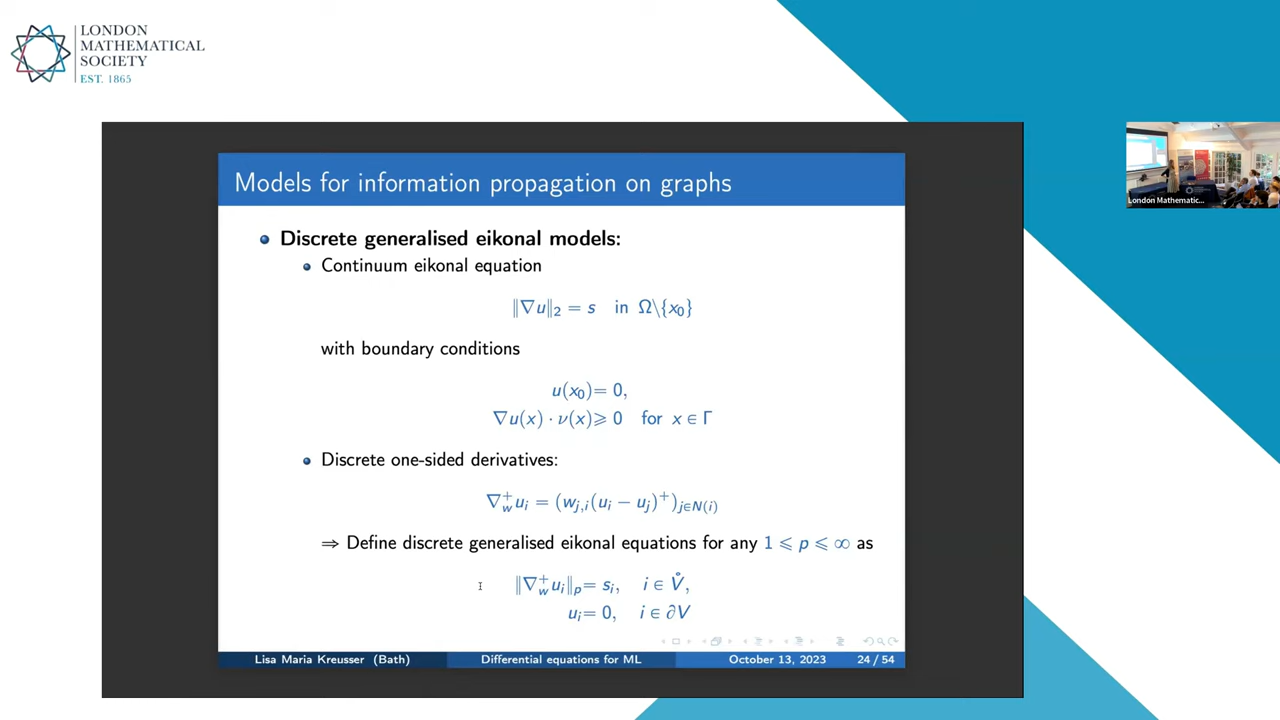 LONDON
MATHEMATICAL
SOCIETY
EST. 1865
London Mathematic...
Models for information propagation on graphs
Discrete generalised eikonal models:
Continuum eikonal equation
‖∇u‖₂ = s in Ω\{x₀}
with boundary conditions
u(x₀)= 0,
∇u(x) · ν(x)⩾ 0 for x ∈ Γ
Discrete one-sided derivatives:
∇⁺_w u_i = (w_{j,i}(u_i − u_j)⁺)_{j∈N(i)}
⇒ Define discrete generalised eikonal equations for any 1 ⩽ p ⩽ ∞ as
‖∇⁺_w u_i‖_p = s_i, i ∈ V̊,
u_i = 0, i ∈ ∂V
Lisa Maria Kreusser (Bath) Differential equations for ML October 13, 2023 24 / 54